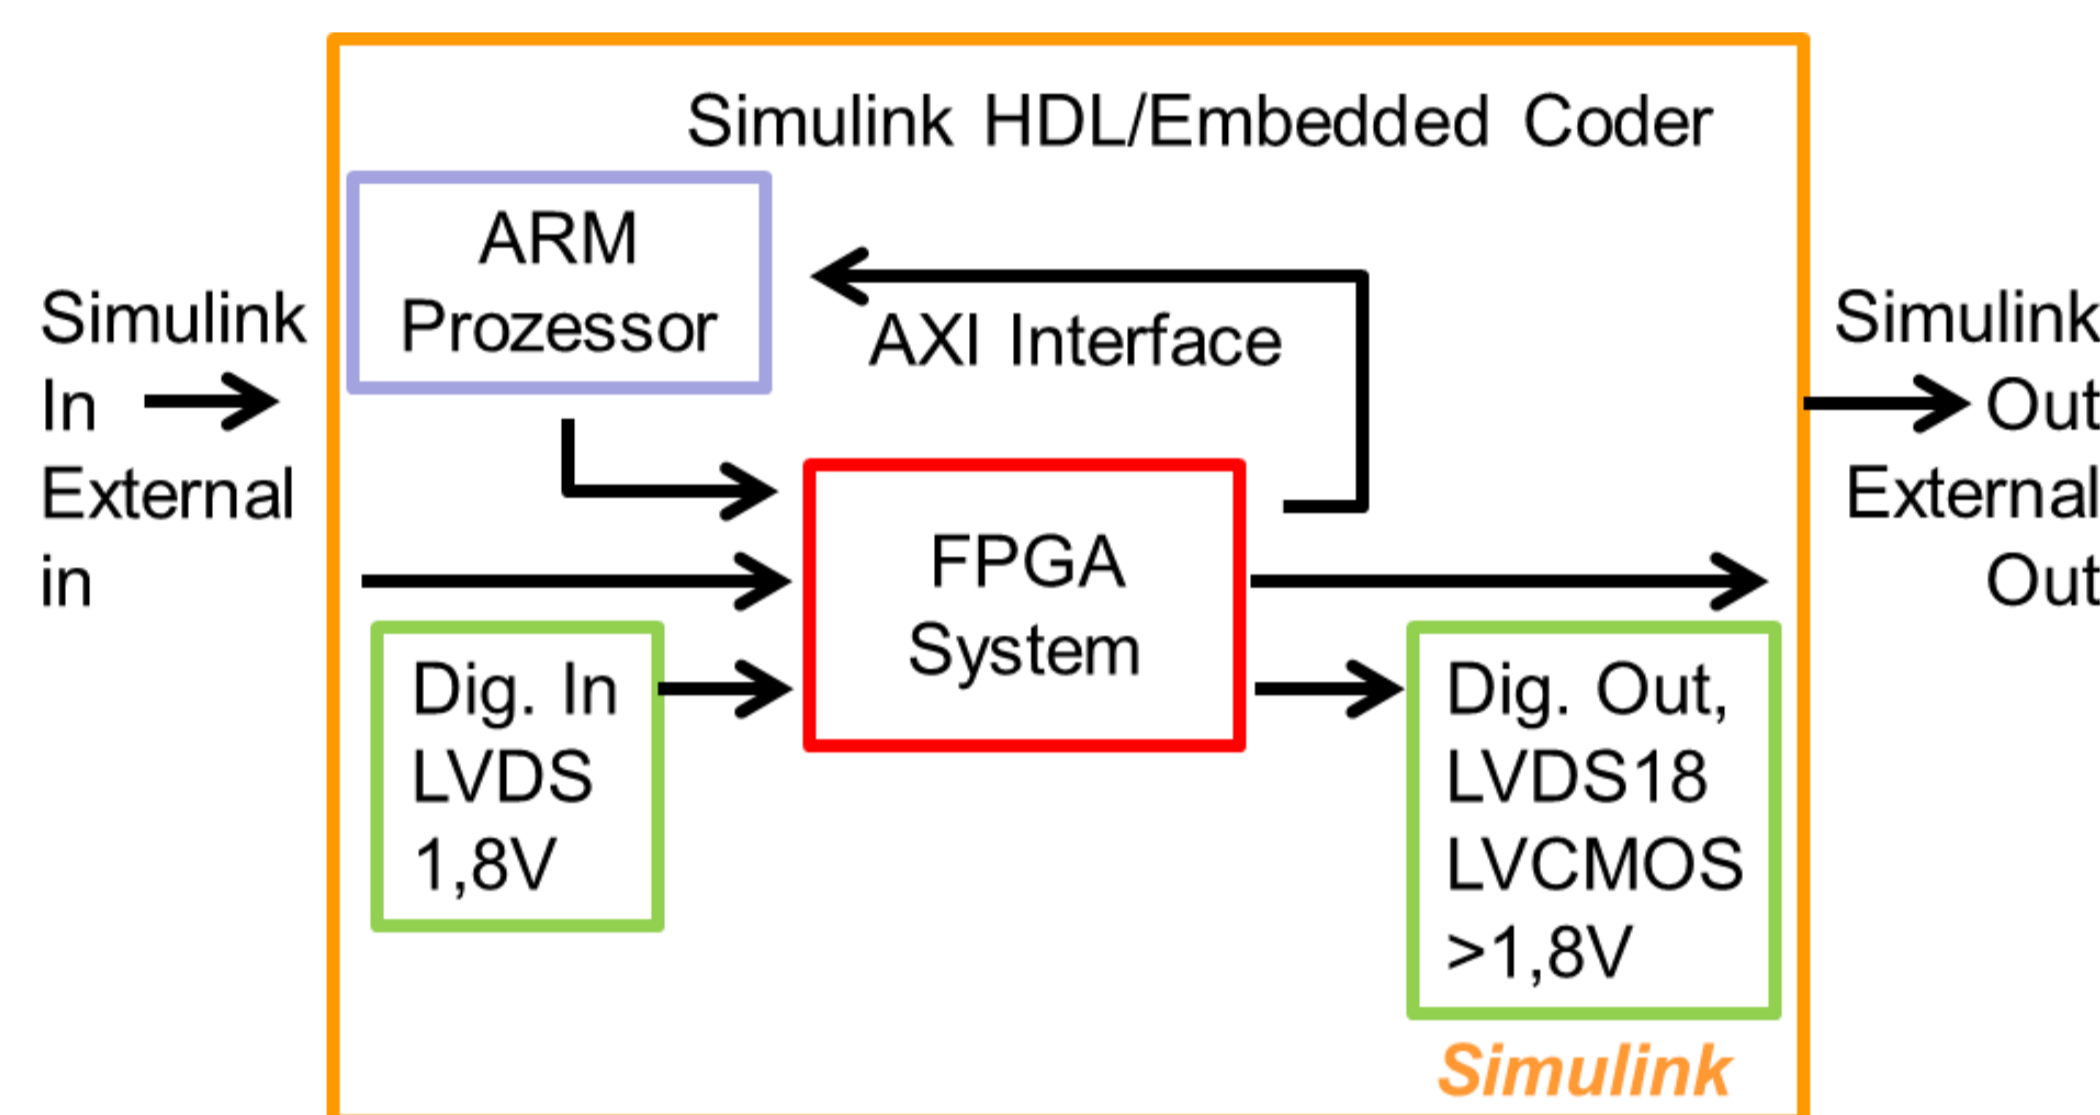 Simulink HDL/Embedded Coder
ARM
Prozessor
AXI Interface
Simulink
In
External
in
FPGA
System
Dig. In
LVDS
1,8V
Dig. Out,
LVDS18
LVCMOS
>1,8V
Simulink
Out
External
Out
Simulink